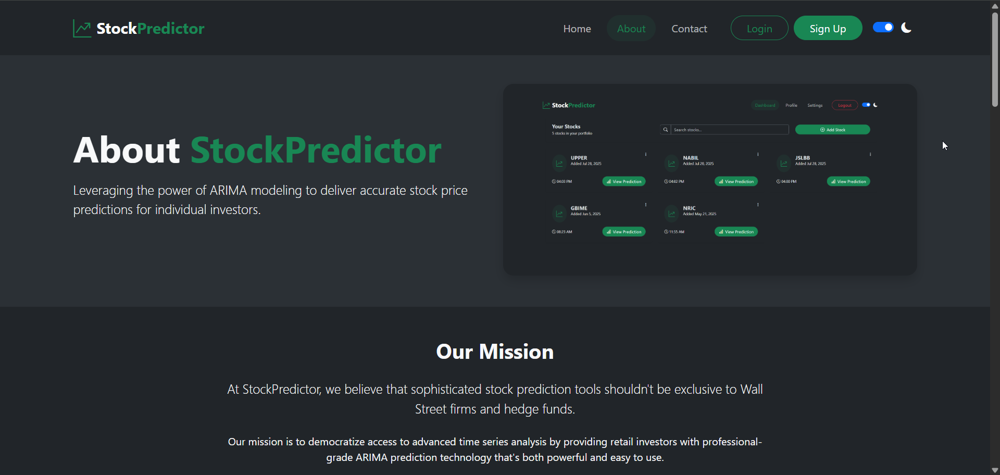 StockPredictor
Home
About
Contact
Login
Sign Up
About StockPredictor
Leveraging the power of ARIMA modeling to deliver accurate stock price
predictions for individual investors.
StockPredictor
Dashboard
Profile
Settings
Logout
Your Stocks
5 stocks in your portfolio
Search stocks...
Add Stock
UPPER
Added Jul 28, 2025
04:03 PM
View Prediction
NABIL
Added Jul 28, 2025
04:02 PM
View Prediction
JSLBB
Added Jul 28, 2025
04:00 PM
View Prediction
GBIME
Added Jun 5, 2025
08:23 AM
View Prediction
NRIC
Added May 21, 2025
11:55 AM
View Prediction
Our Mission
At StockPredictor, we believe that sophisticated stock prediction tools shouldn't be exclusive to Wall
Street firms and hedge funds.
Our mission is to democratize access to advanced time series analysis by providing retail investors with professional-
grade ARIMA prediction technology that's both powerful and easy to use.